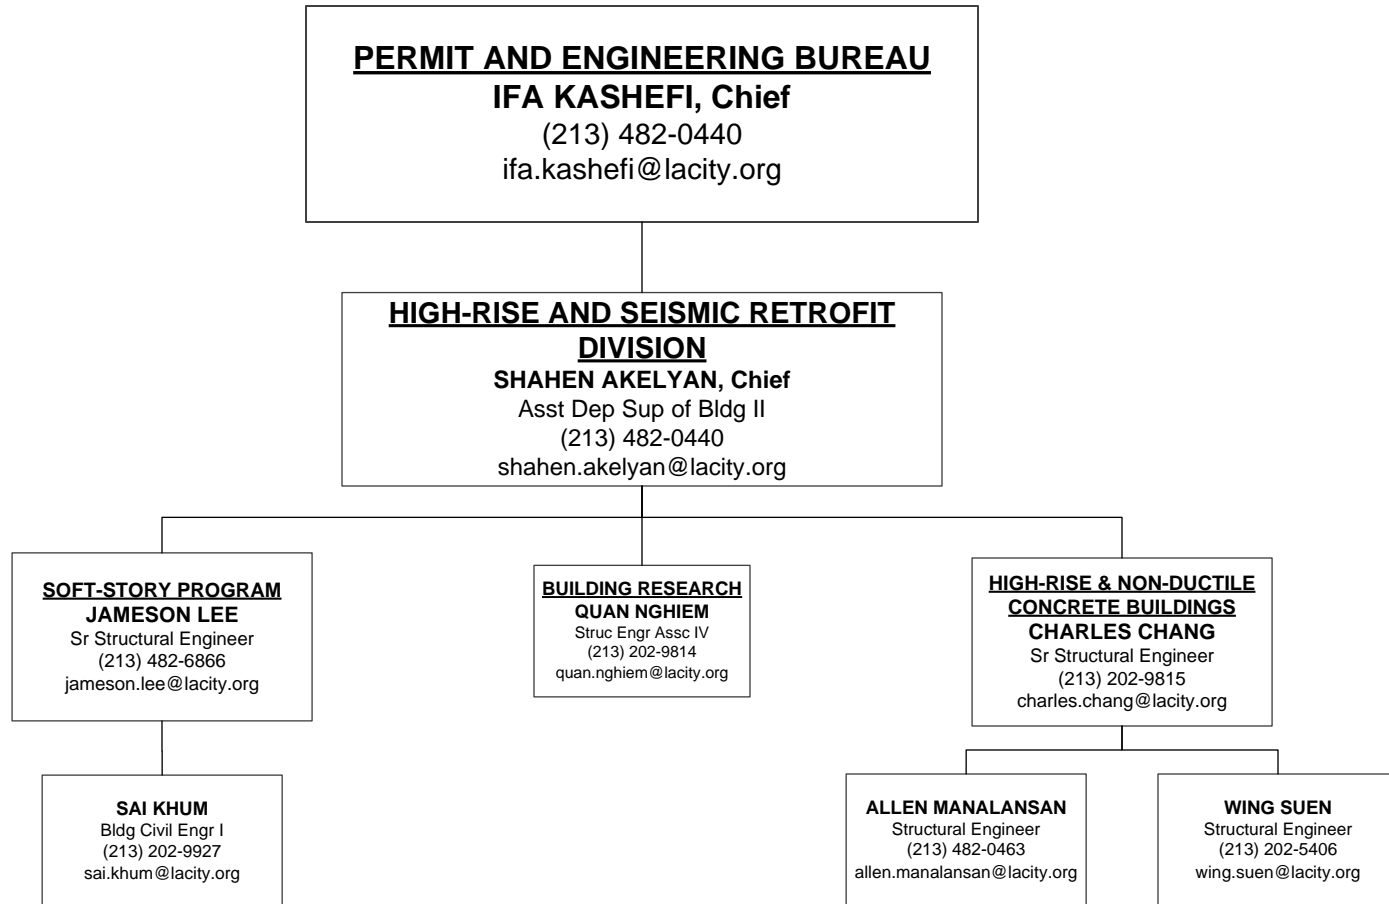 PERMIT AND ENGINEERING BUREAU
IFA KASHEFI, Chief
(213) 482-0440
ifa.kashefi@lacity.org
HIGH-RISE AND SEISMIC RETROFIT
DIVISION
SHAHEN AKELYAN, Chief
Asst Dep Sup of Bldg II
(213) 482-0440
shahen.akelyan@lacity.org
SOFT-STORY PROGRAM
JAMESON LEE
Sr Structural Engineer
(213) 482-6866
jameson.lee@lacity.org
BUILDING RESEARCH
QUAN NGHIEM
Struc Engr Assc IV
(213) 202-9814
quan.nghiem@lacity.org
HIGH-RISE & NON-DUCTILE
CONCRETE BUILDINGS
CHARLES CHANG
Sr Structural Engineer
(213) 202-9815
charles.chang@lacity.org
SAI KHUM
Bldg Civil Engr I
(213) 202-9927
sai.khum@lacity.org
ALLEN MANALANSAN
Structural Engineer
(213) 482-0463
allen.manalansan@lacity.org
WING SUEN
Structural Engineer
(213) 202-5406
wing.suen@lacity.org